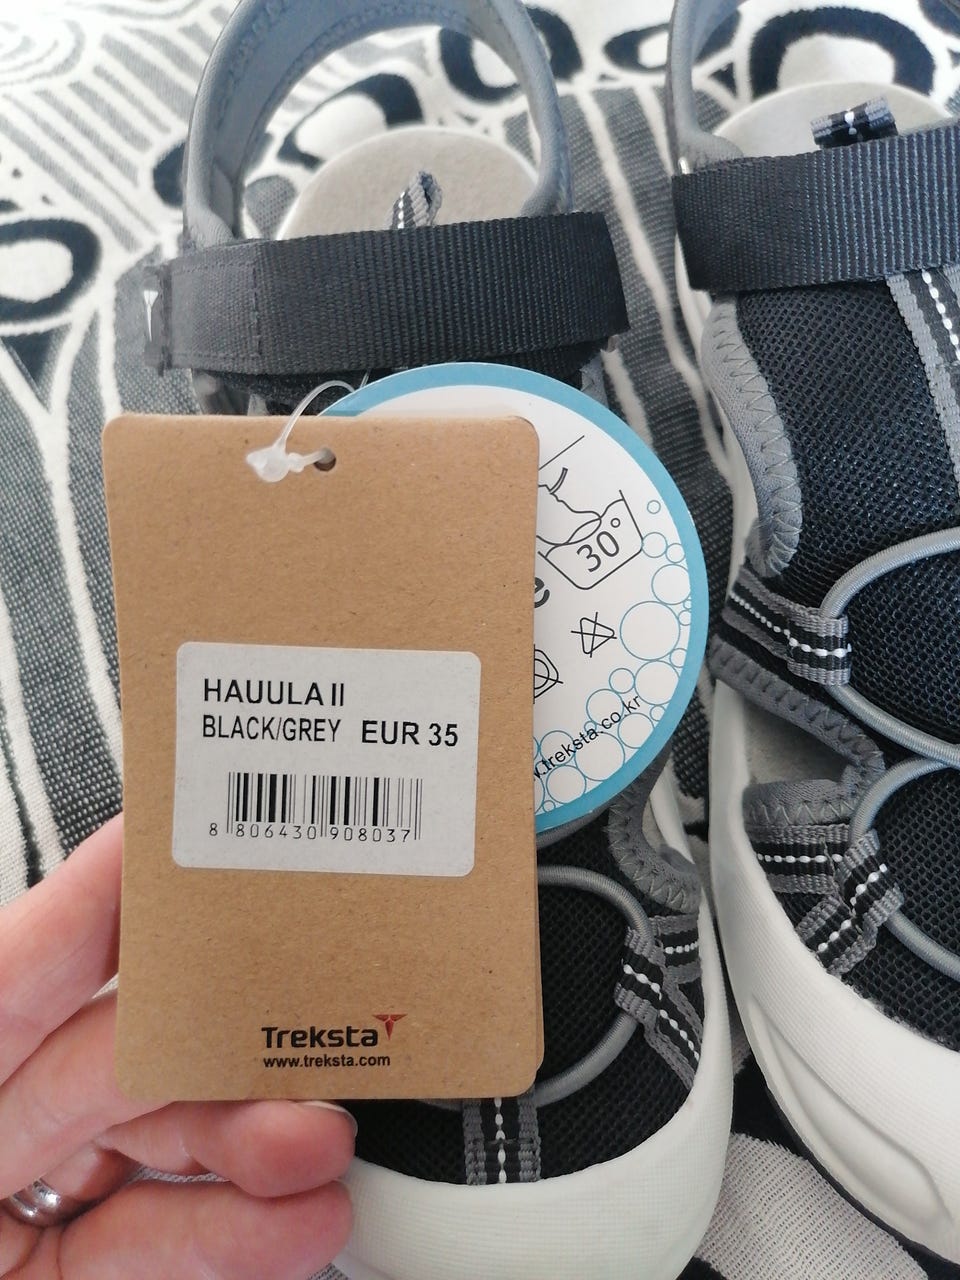 30°
e
HAUULA II
BLACK/GREY EUR 35
8 806430 908037
w.treksta.co.kr
Treksta
www.treksta.com